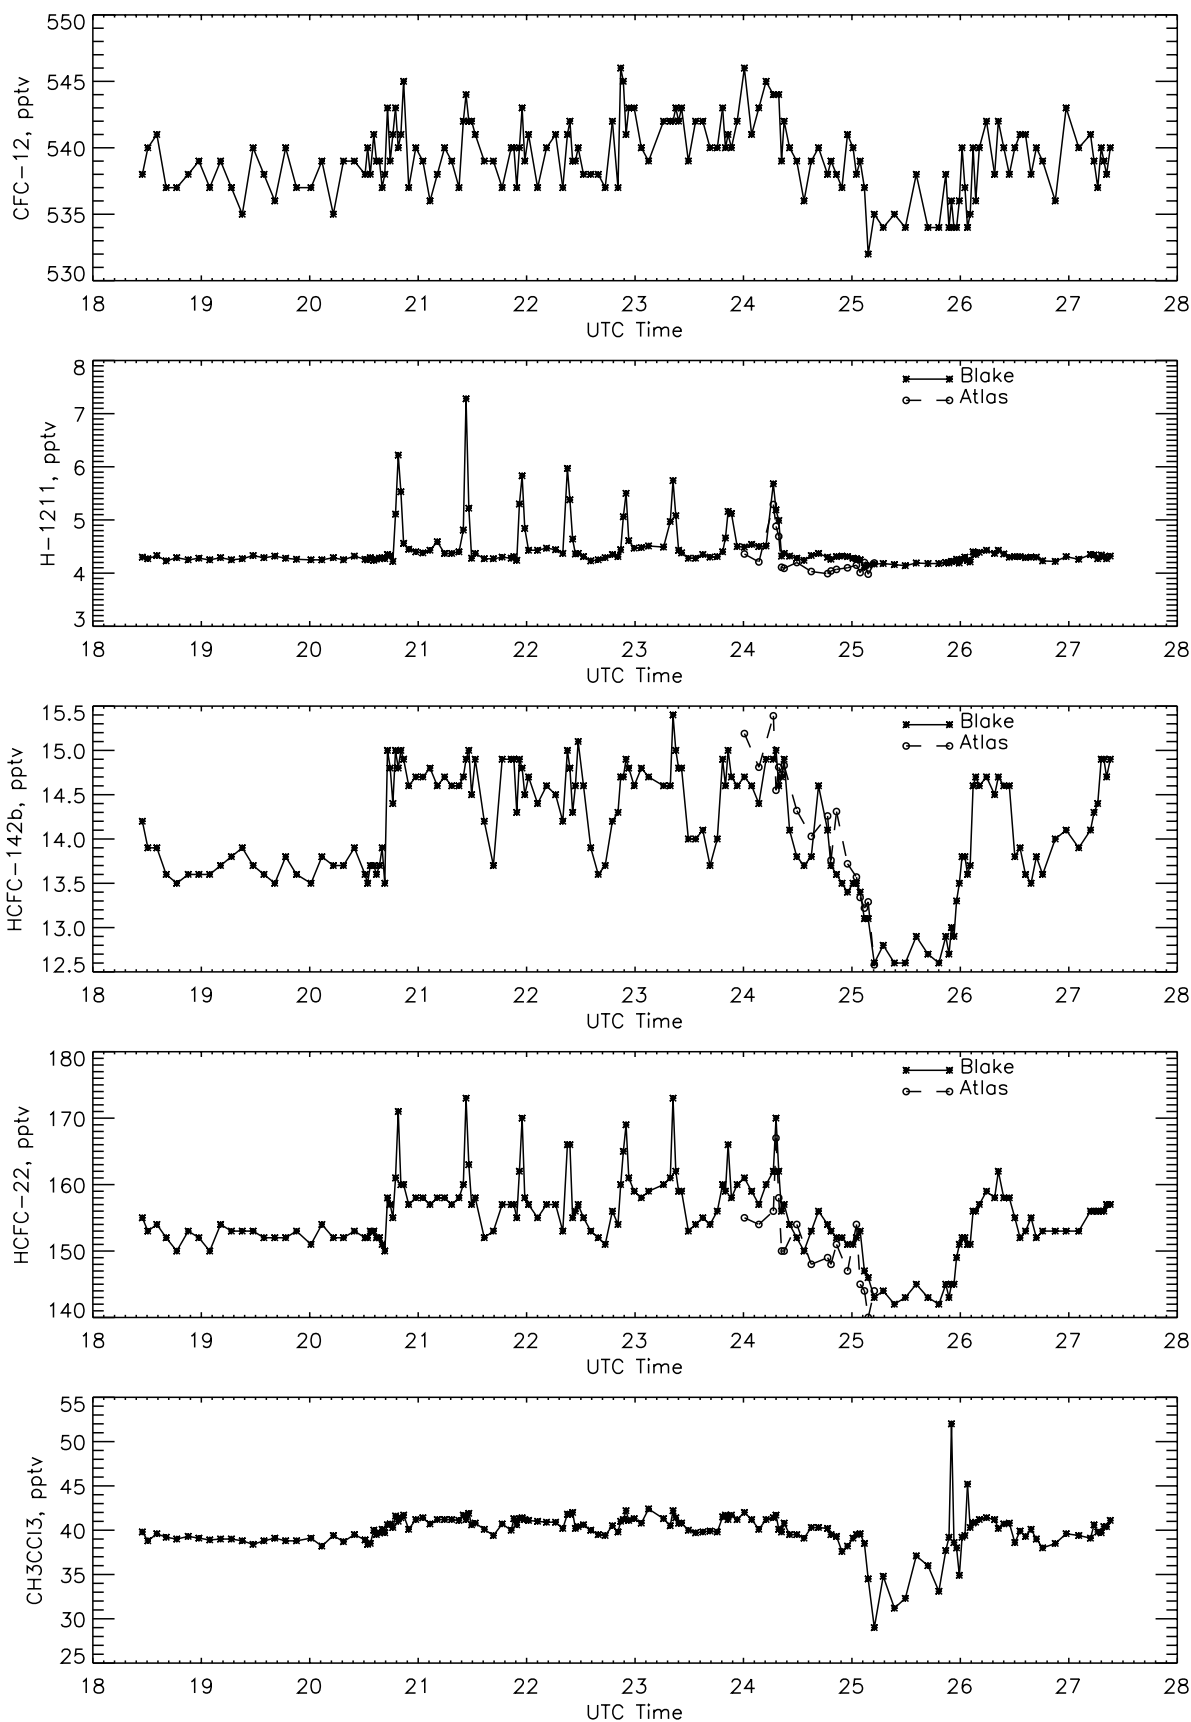 550
545
540
535
530
CFC-12, pptv
18 19 20 21 22 23 24 25 26 27 28
UTC Time
8
7
6
5
4
3
H-1211, pptv
Blake
Atlas
18 19 20 21 22 23 24 25 26 27 28
UTC Time
15.5
15.0
14.5
14.0
13.5
13.0
12.5
HCFC-142b, pptv
Blake
Atlas
18 19 20 21 22 23 24 25 26 27 28
UTC Time
180
170
160
150
140
HCFC-22, pptv
Blake
Atlas
18 19 20 21 22 23 24 25 26 27 28
UTC Time
55
50
45
40
35
30
25
CH3CCl3, pptv
18 19 20 21 22 23 24 25 26 27 28
UTC Time